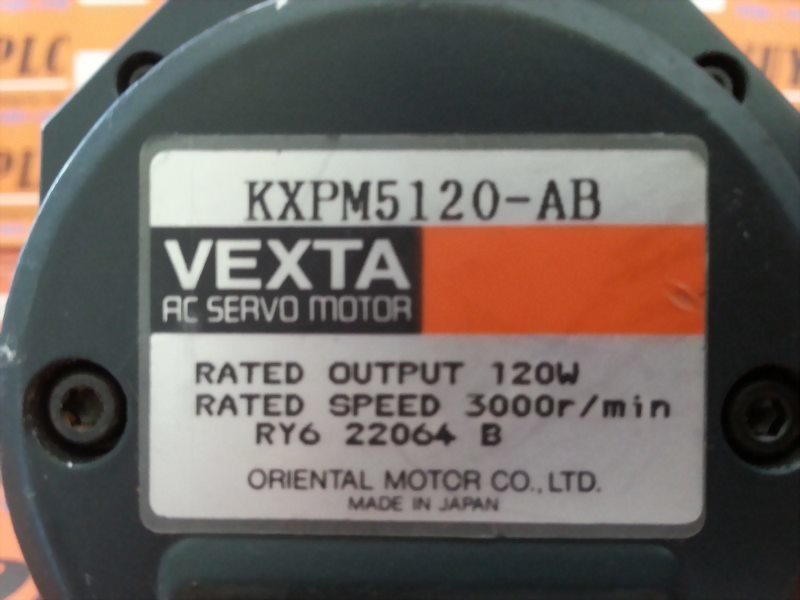 PLC
KXPM5120-AB
VEXTA
AC SERVO MOTOR
RATED OUTPUT 120W
RATED SPEED 3000r/min
RY6 22064 B
ORIENTAL MOTOR CO., LTD.
MADE IN JAPAN